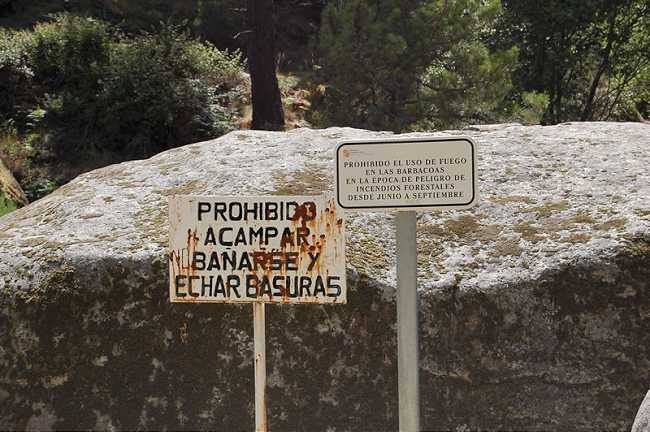 PROHIBIDO
ACAMPAR
BAÑARSE Y
ECHAR BASURAS
PROHIBIDO EL USO DE FUEGO
EN LAS BARBACOAS
EN LA ÉPOCA DE PELIGRO DE
INCENDIOS FORESTALES
DESDE JUNIO A SEPTIEMBRE